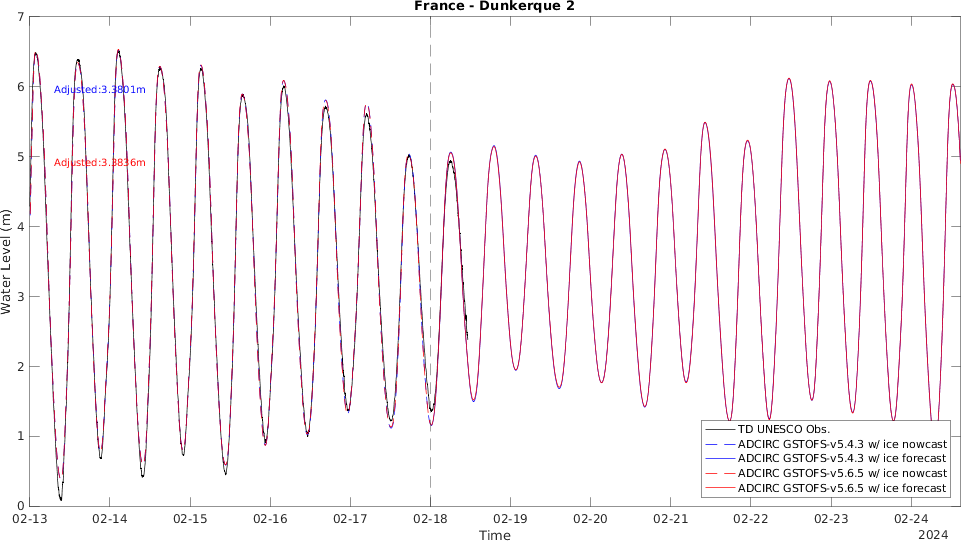 France - Dunkerque 2
7
6
5
4
3
2
1
0
Water Level (m)
Adjusted:3.3801m
Adjusted:3.3836m
TD UNESCO Obs.
ADCIRC GSTOFS-v5.4.3 w/ ice nowcast
ADCIRC GSTOFS-v5.4.3 w/ ice forecast
ADCIRC GSTOFS-v5.6.5 w/ ice nowcast
ADCIRC GSTOFS-v5.6.5 w/ ice forecast
02-13 02-14 02-15 02-16 02-17 02-18 02-19 02-20 02-21 02-22 02-23 02-24
Time
2024